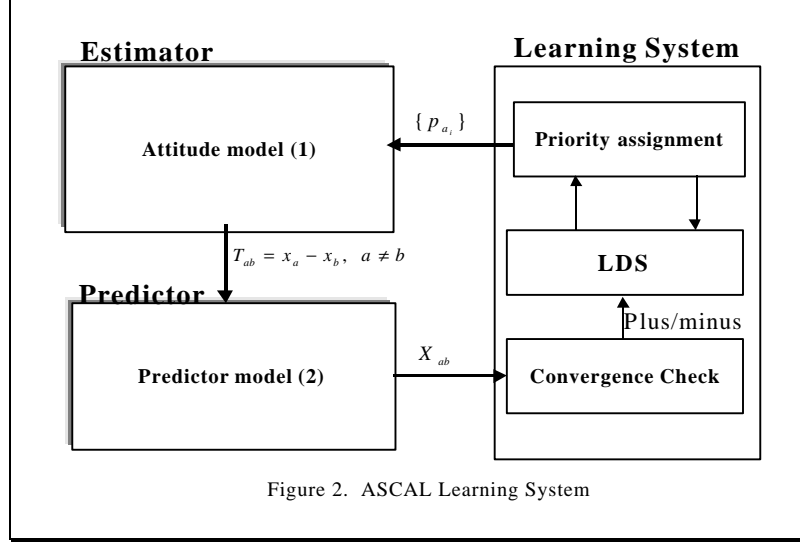 Estimator
Learning System
{ p_{a_i} }
Priority assignment
Attitude model (1)
T_{ab} = x_a − x_b, a ≠ b
LDS
Predictor
Plus/minus
X_{ab}
Predictor model (2)
Convergence Check
Figure 2. ASCAL Learning System